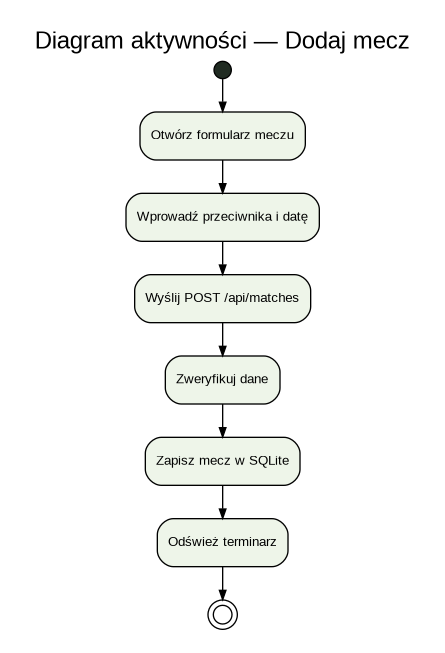 Diagram aktywności — Dodaj mecz
Otwórz formularz meczu
Wprowadź przeciwnika i datę
Wyślij POST /api/matches
Zweryfikuj dane
Zapisz mecz w SQLite
Odśwież terminarz